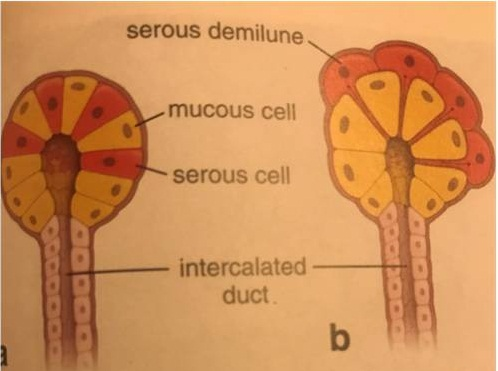 serous demilune
mucous cell
serous cell
intercalated
duct.
a
b